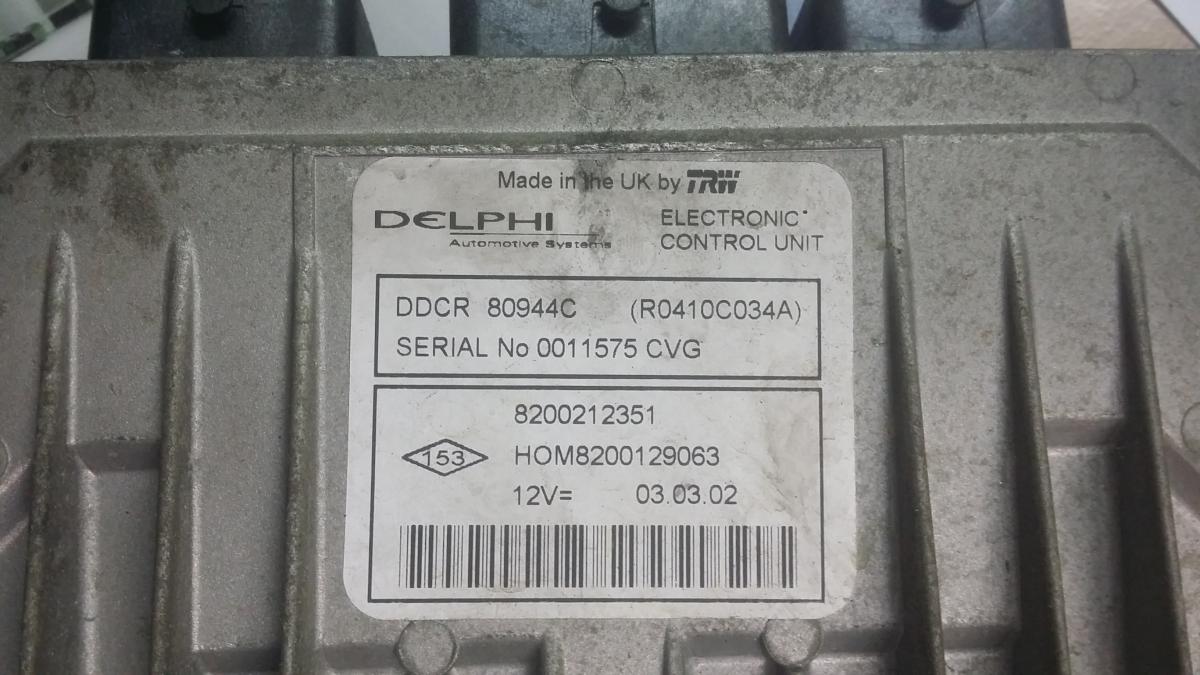 Made in the UK by TRW
DELPHI
Automotive Systems
ELECTRONIC
CONTROL UNIT
DDCR 80944C (R0410C034A)
SERIAL No 0011575 CVG
8200212351
153 HOM8200129063
12V= 03.03.02